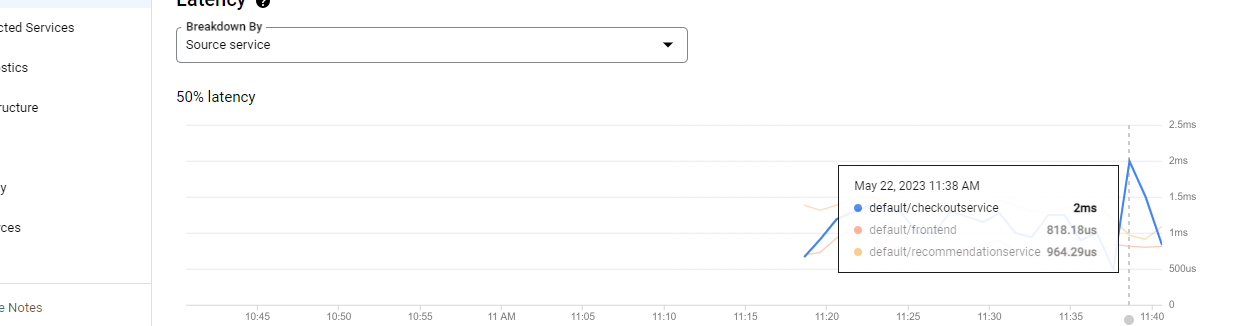 Latency
cted Services
Breakdown By
Source service
stics
50% latency
ructure
2.5ms
2ms
May 22, 2023 11:38 AM
y
1.5ms
default/checkoutservice 2ms
rces
default/frontend 818.18us
1ms
default/recommendationservice 964.29us
500us
0
e Notes
10:45 10:50 10:55 11 AM 11:05 11:10 11:15 11:20 11:25 11:30 11:35 11:40